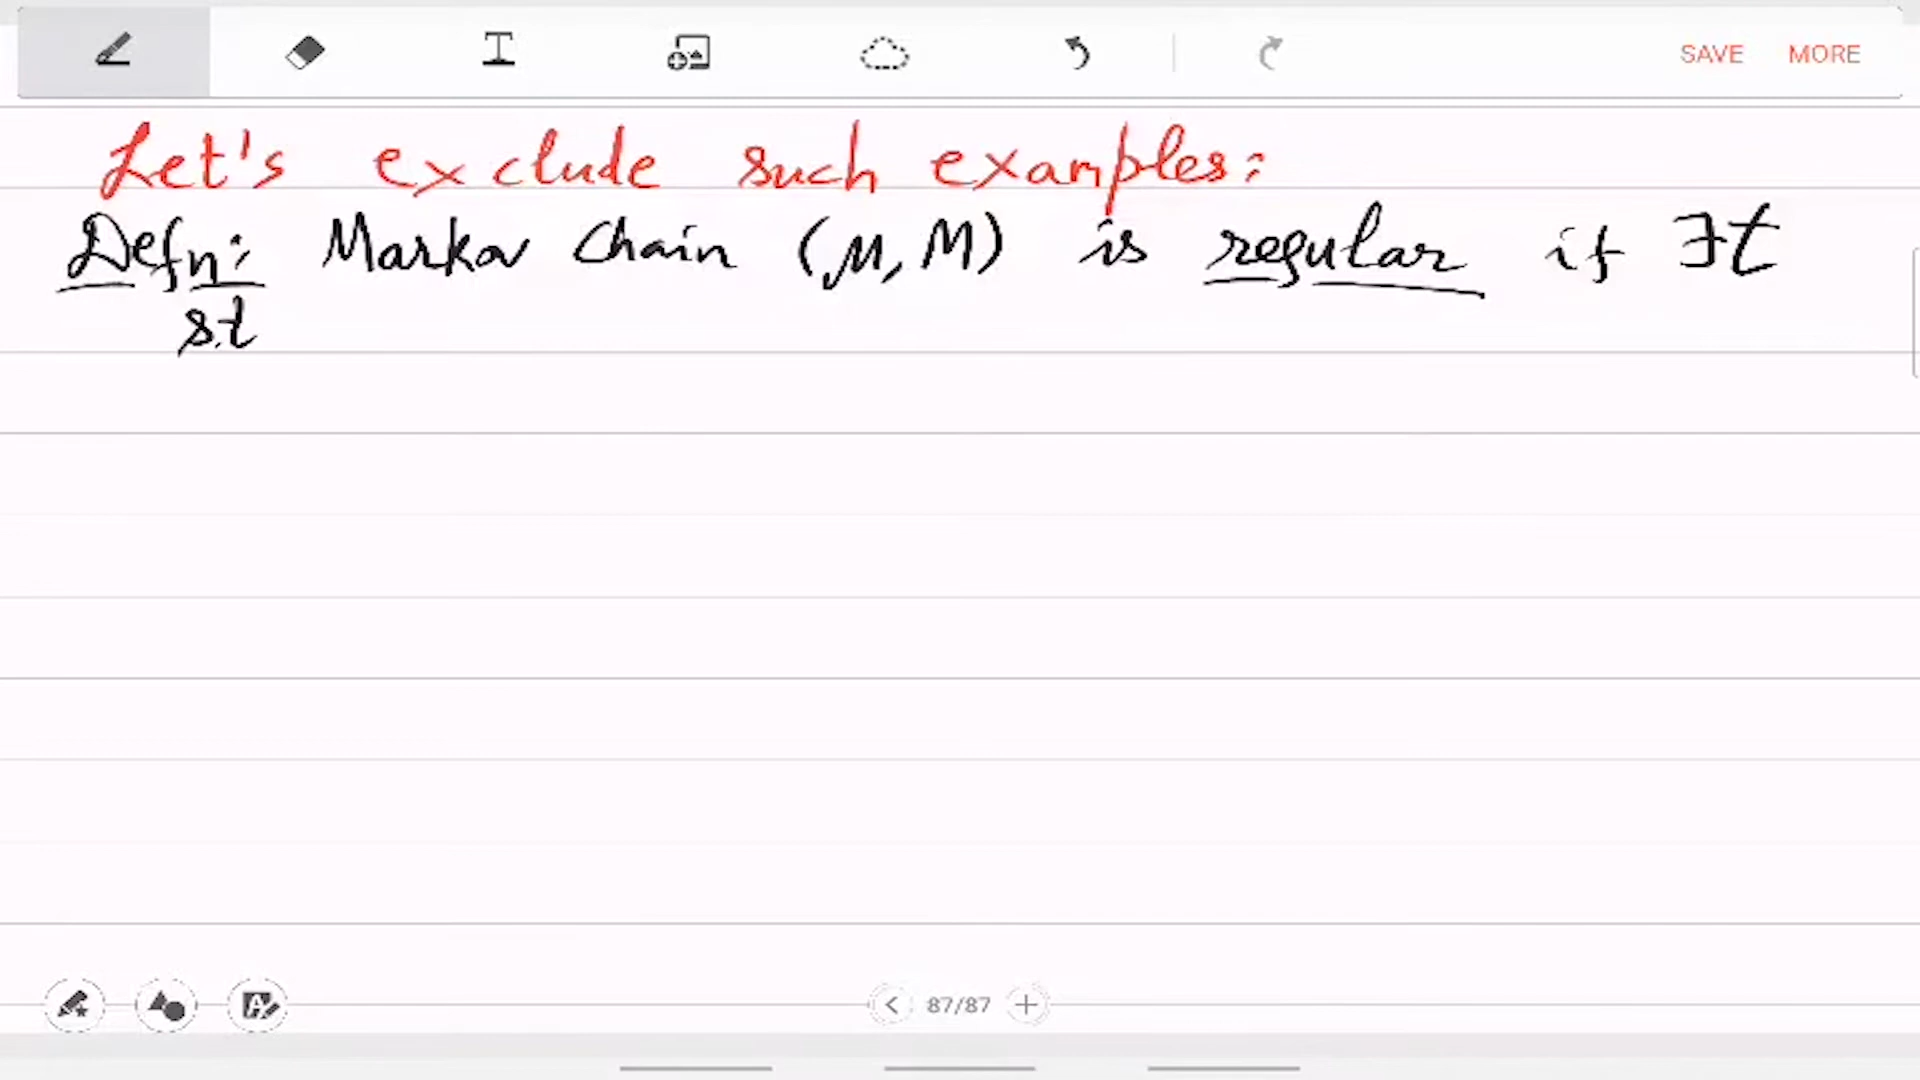 SAVE MORE
Let's exclude such examples:
Defn: Markov Chain (M, M) is regular if ∃t
s.t
87/87